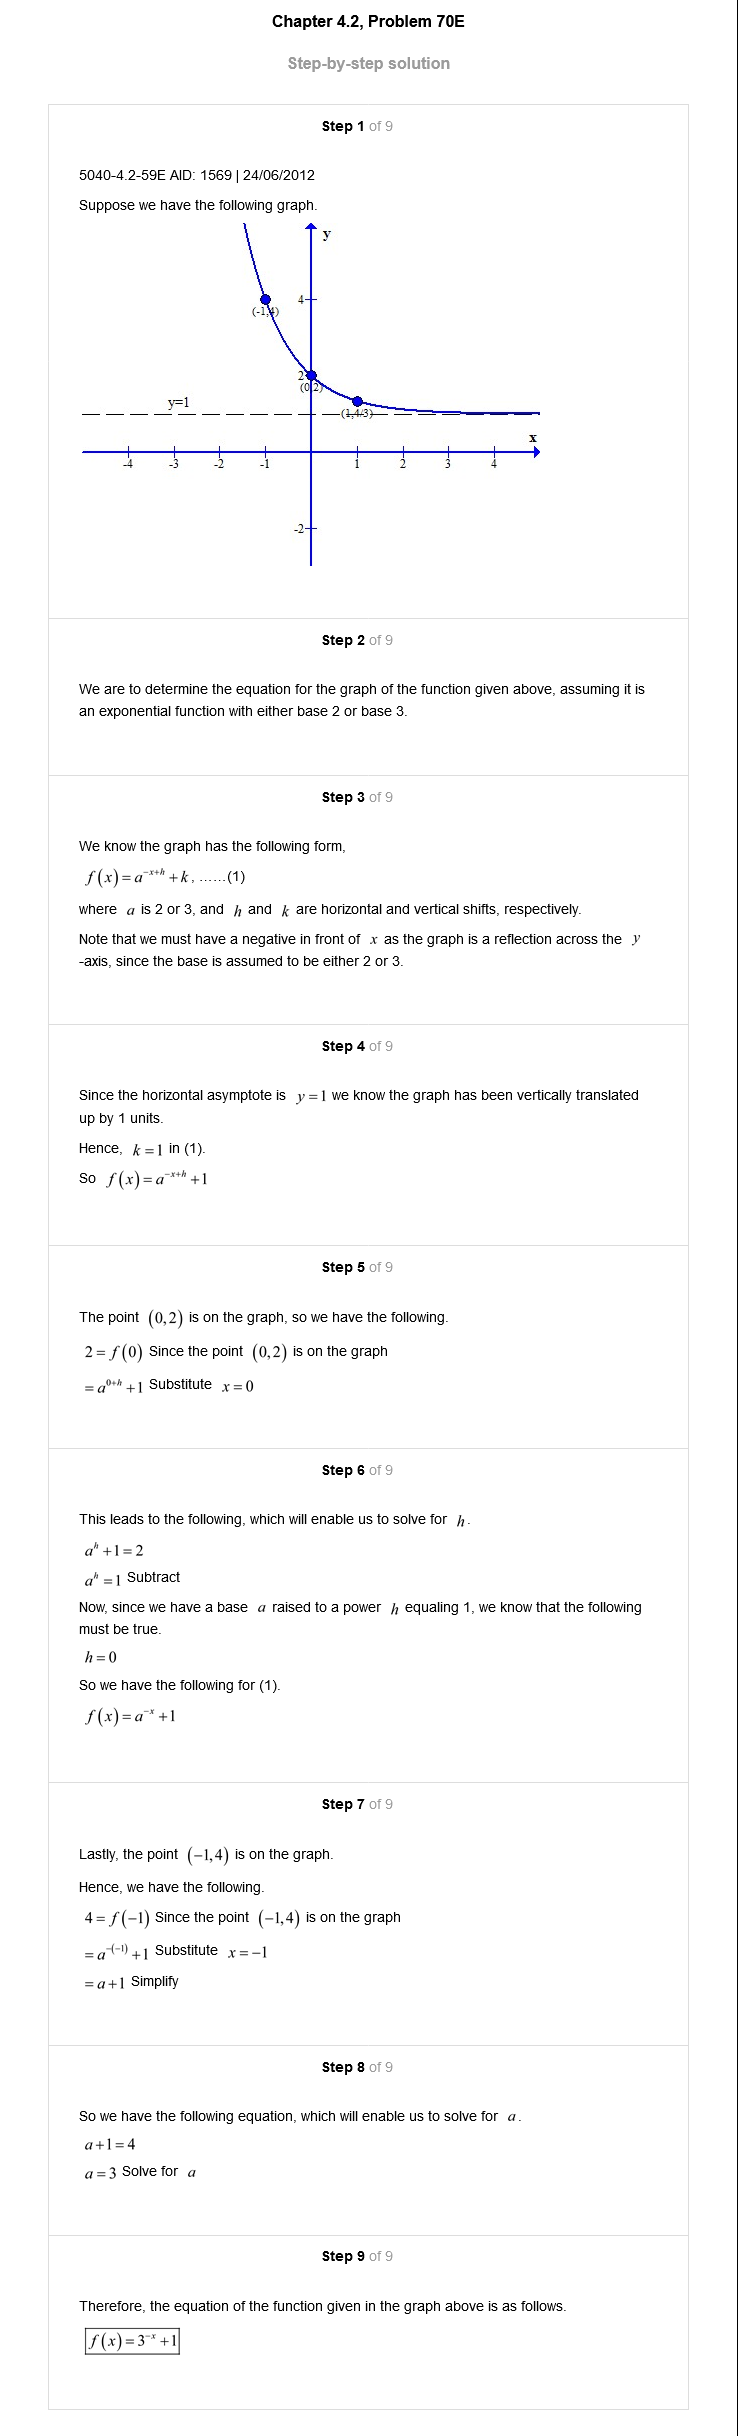 Chapter 4.2, Problem 70E
Step-by-step solution
Step 1 of 9
5040-4.2-59E AID: 1569 | 24/06/2012
Suppose we have the following graph.
y
4
(-1,4)
2
(0,2)
y=1
(1,4/3)
x
-4 -3 -2 -1 1 2 3 4
-2
Step 2 of 9
We are to determine the equation for the graph of the function given above, assuming it is
an exponential function with either base 2 or base 3.
Step 3 of 9
We know the graph has the following form,
f(x)=a^{-x+h}+k, ......(1)
where a is 2 or 3, and h and k are horizontal and vertical shifts, respectively.
Note that we must have a negative in front of x as the graph is a reflection across the y
-axis, since the base is assumed to be either 2 or 3.
Step 4 of 9
Since the horizontal asymptote is y=1 we know the graph has been vertically translated
up by 1 units.
Hence, k=1 in (1).
So f(x)=a^{-x+h}+1
Step 5 of 9
The point (0,2) is on the graph, so we have the following.
2=f(0) Since the point (0,2) is on the graph
=a^{0+h}+1 Substitute x=0
Step 6 of 9
This leads to the following, which will enable us to solve for h.
a^{h}+1=2
a^{h}=1 Subtract
Now, since we have a base a raised to a power h equaling 1, we know that the following
must be true.
h=0
So we have the following for (1).
f(x)=a^{-x}+1
Step 7 of 9
Lastly, the point (−1,4) is on the graph.
Hence, we have the following.
4=f(−1) Since the point (−1,4) is on the graph
=a^{-(-1)}+1 Substitute x=−1
=a+1 Simplify
Step 8 of 9
So we have the following equation, which will enable us to solve for a.
a+1=4
a=3 Solve for a
Step 9 of 9
Therefore, the equation of the function given in the graph above is as follows.
f(x)=3^{-x}+1